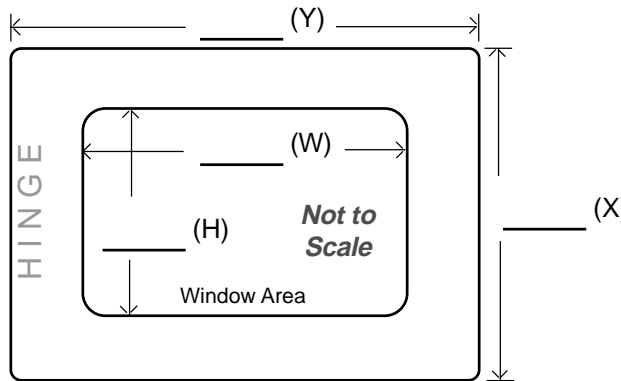 (Y)
HINGE
(W)
(H)
Not to
Scale
(X
Window Area